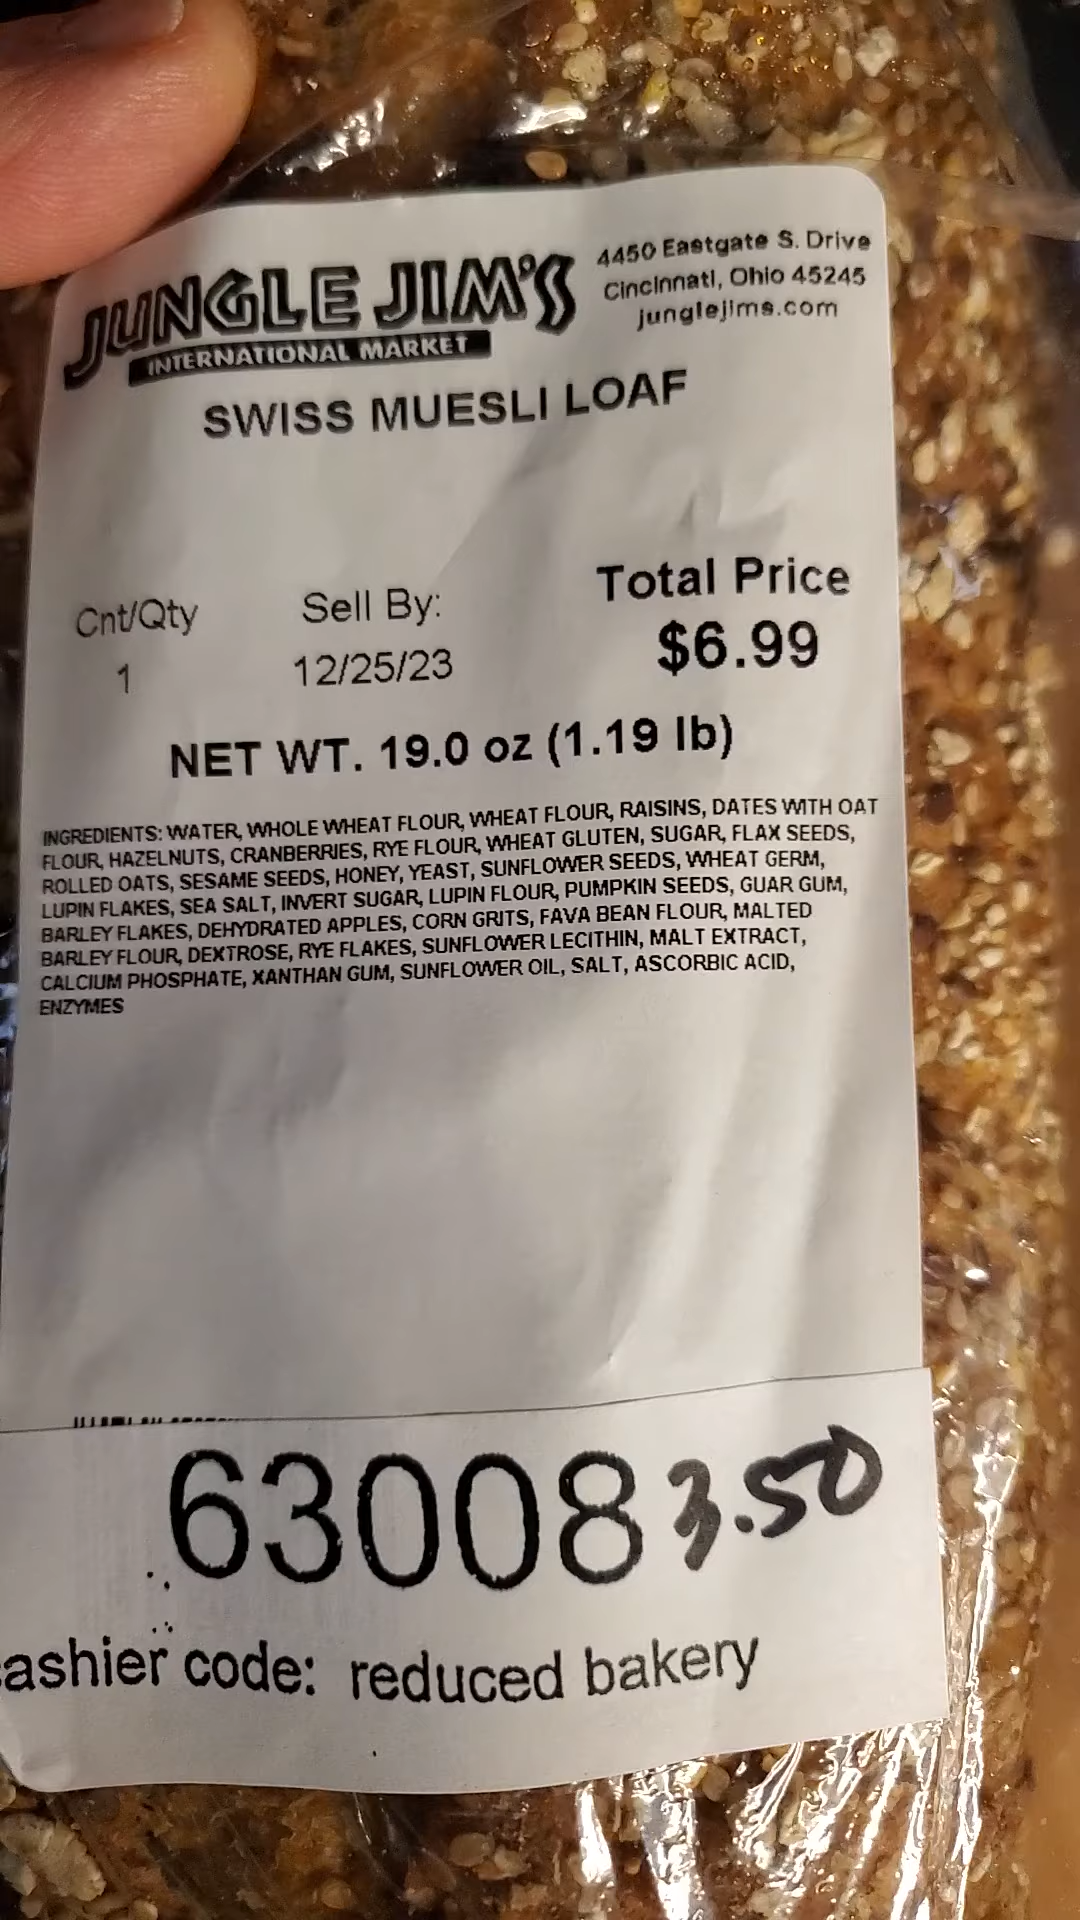 JUNGLE JIM'S
INTERNATIONAL MARKET
4450 Eastgate S. Drive
Cincinnati, Ohio 45245
junglejims.com
SWISS MUESLI LOAF
Cnt/Qty
1
Sell By:
12/25/23
Total Price
$6.99
NET WT. 19.0 oz (1.19 lb)
INGREDIENTS: WATER, WHOLE WHEAT FLOUR, WHEAT FLOUR, RAISINS, DATES WITH OAT
FLOUR, HAZELNUTS, CRANBERRIES, RYE FLOUR, WHEAT GLUTEN, SUGAR, FLAX SEEDS,
ROLLED OATS, SESAME SEEDS, HONEY, YEAST, SUNFLOWER SEEDS, WHEAT GERM,
LUPIN FLAKES, SEA SALT, INVERT SUGAR, LUPIN FLOUR, PUMPKIN SEEDS, GUAR GUM,
BARLEY FLAKES, DEHYDRATED APPLES, CORN GRITS, FAVA BEAN FLOUR, MALTED
BARLEY FLOUR, DEXTROSE, RYE FLAKES, SUNFLOWER LECITHIN, MALT EXTRACT,
CALCIUM PHOSPHATE, XANTHAN GUM, SUNFLOWER OIL, SALT, ASCORBIC ACID,
ENZYMES
63008 3.50
ashier code: reduced bakery